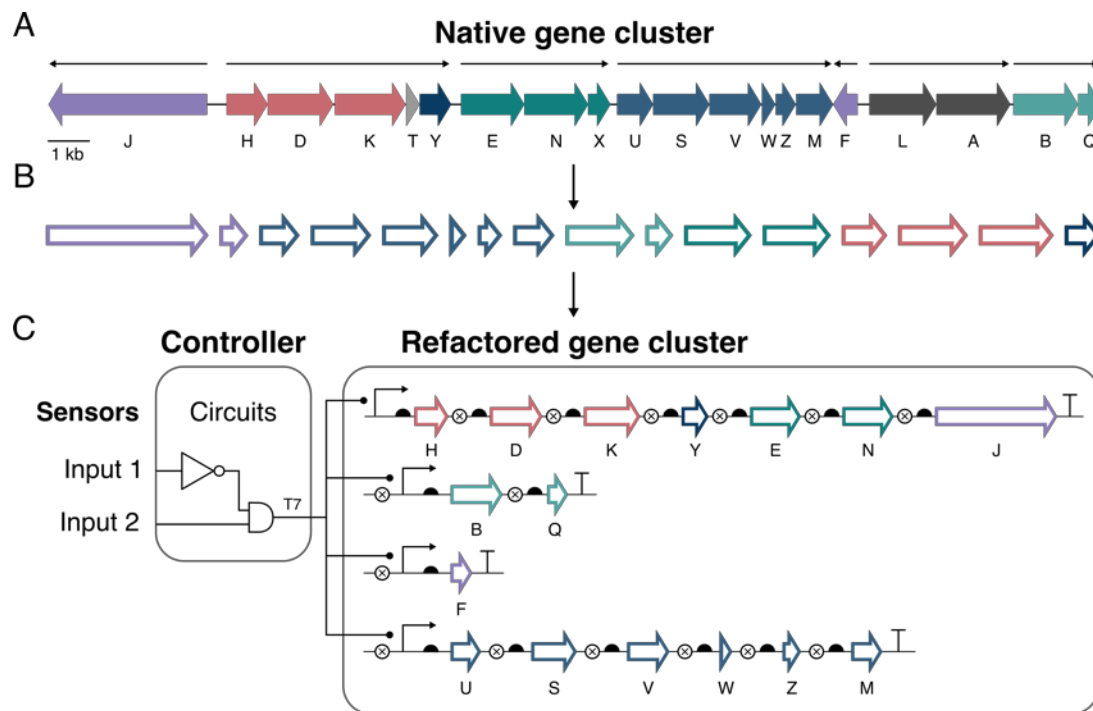 A
Native gene cluster
J H D K T Y E N X U S V W Z M F L A B Q
1 kb
B
C
Controller
Refactored gene cluster
Sensors
Circuits
Input 1
Input 2
T7
H D K Y E N J
B Q
F
U S V W Z M